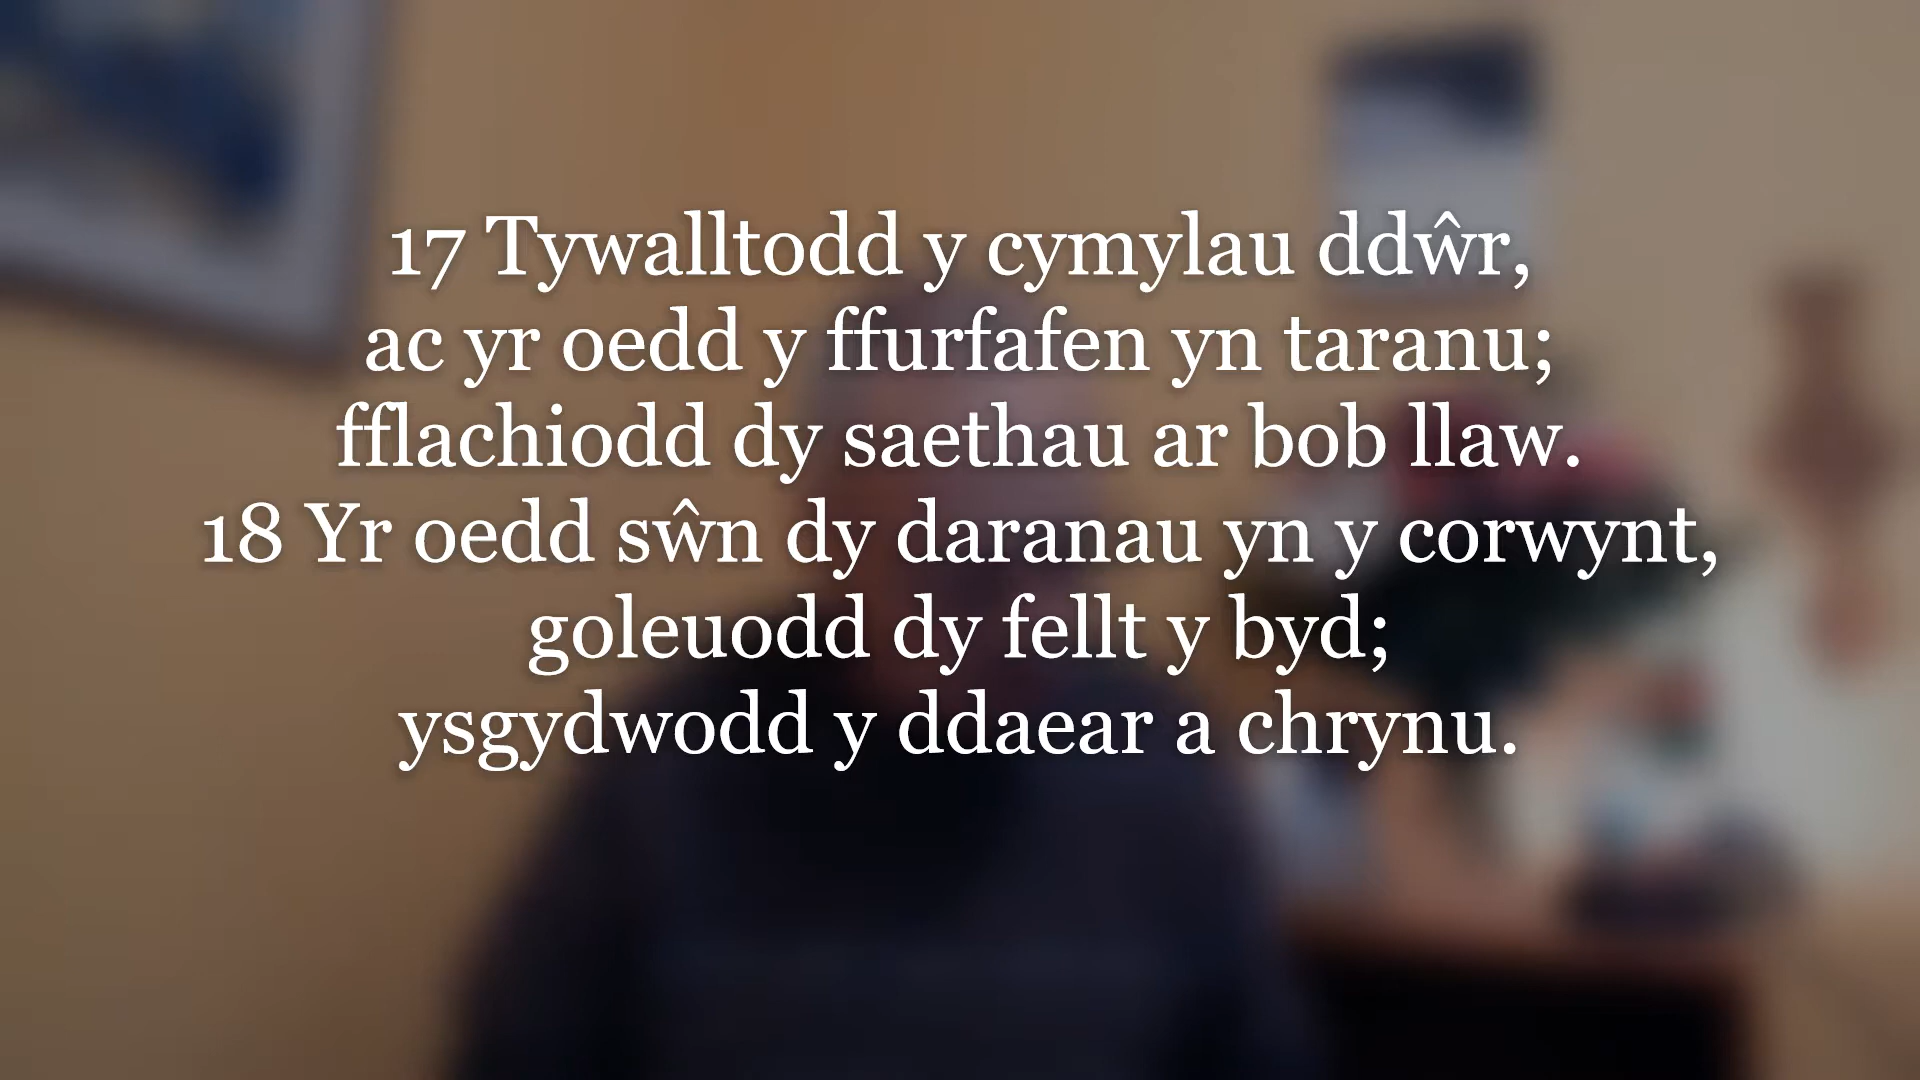 17 Tywalltodd y cymylau ddŵr,
ac yr oedd y ffurfafen yn taranu;
fflachiodd dy saethau ar bob llaw.
18 Yr oedd sŵn dy daranau yn y corwynt,
goleuodd dy fellt y byd;
ysgydwodd y ddaear a chrynu.